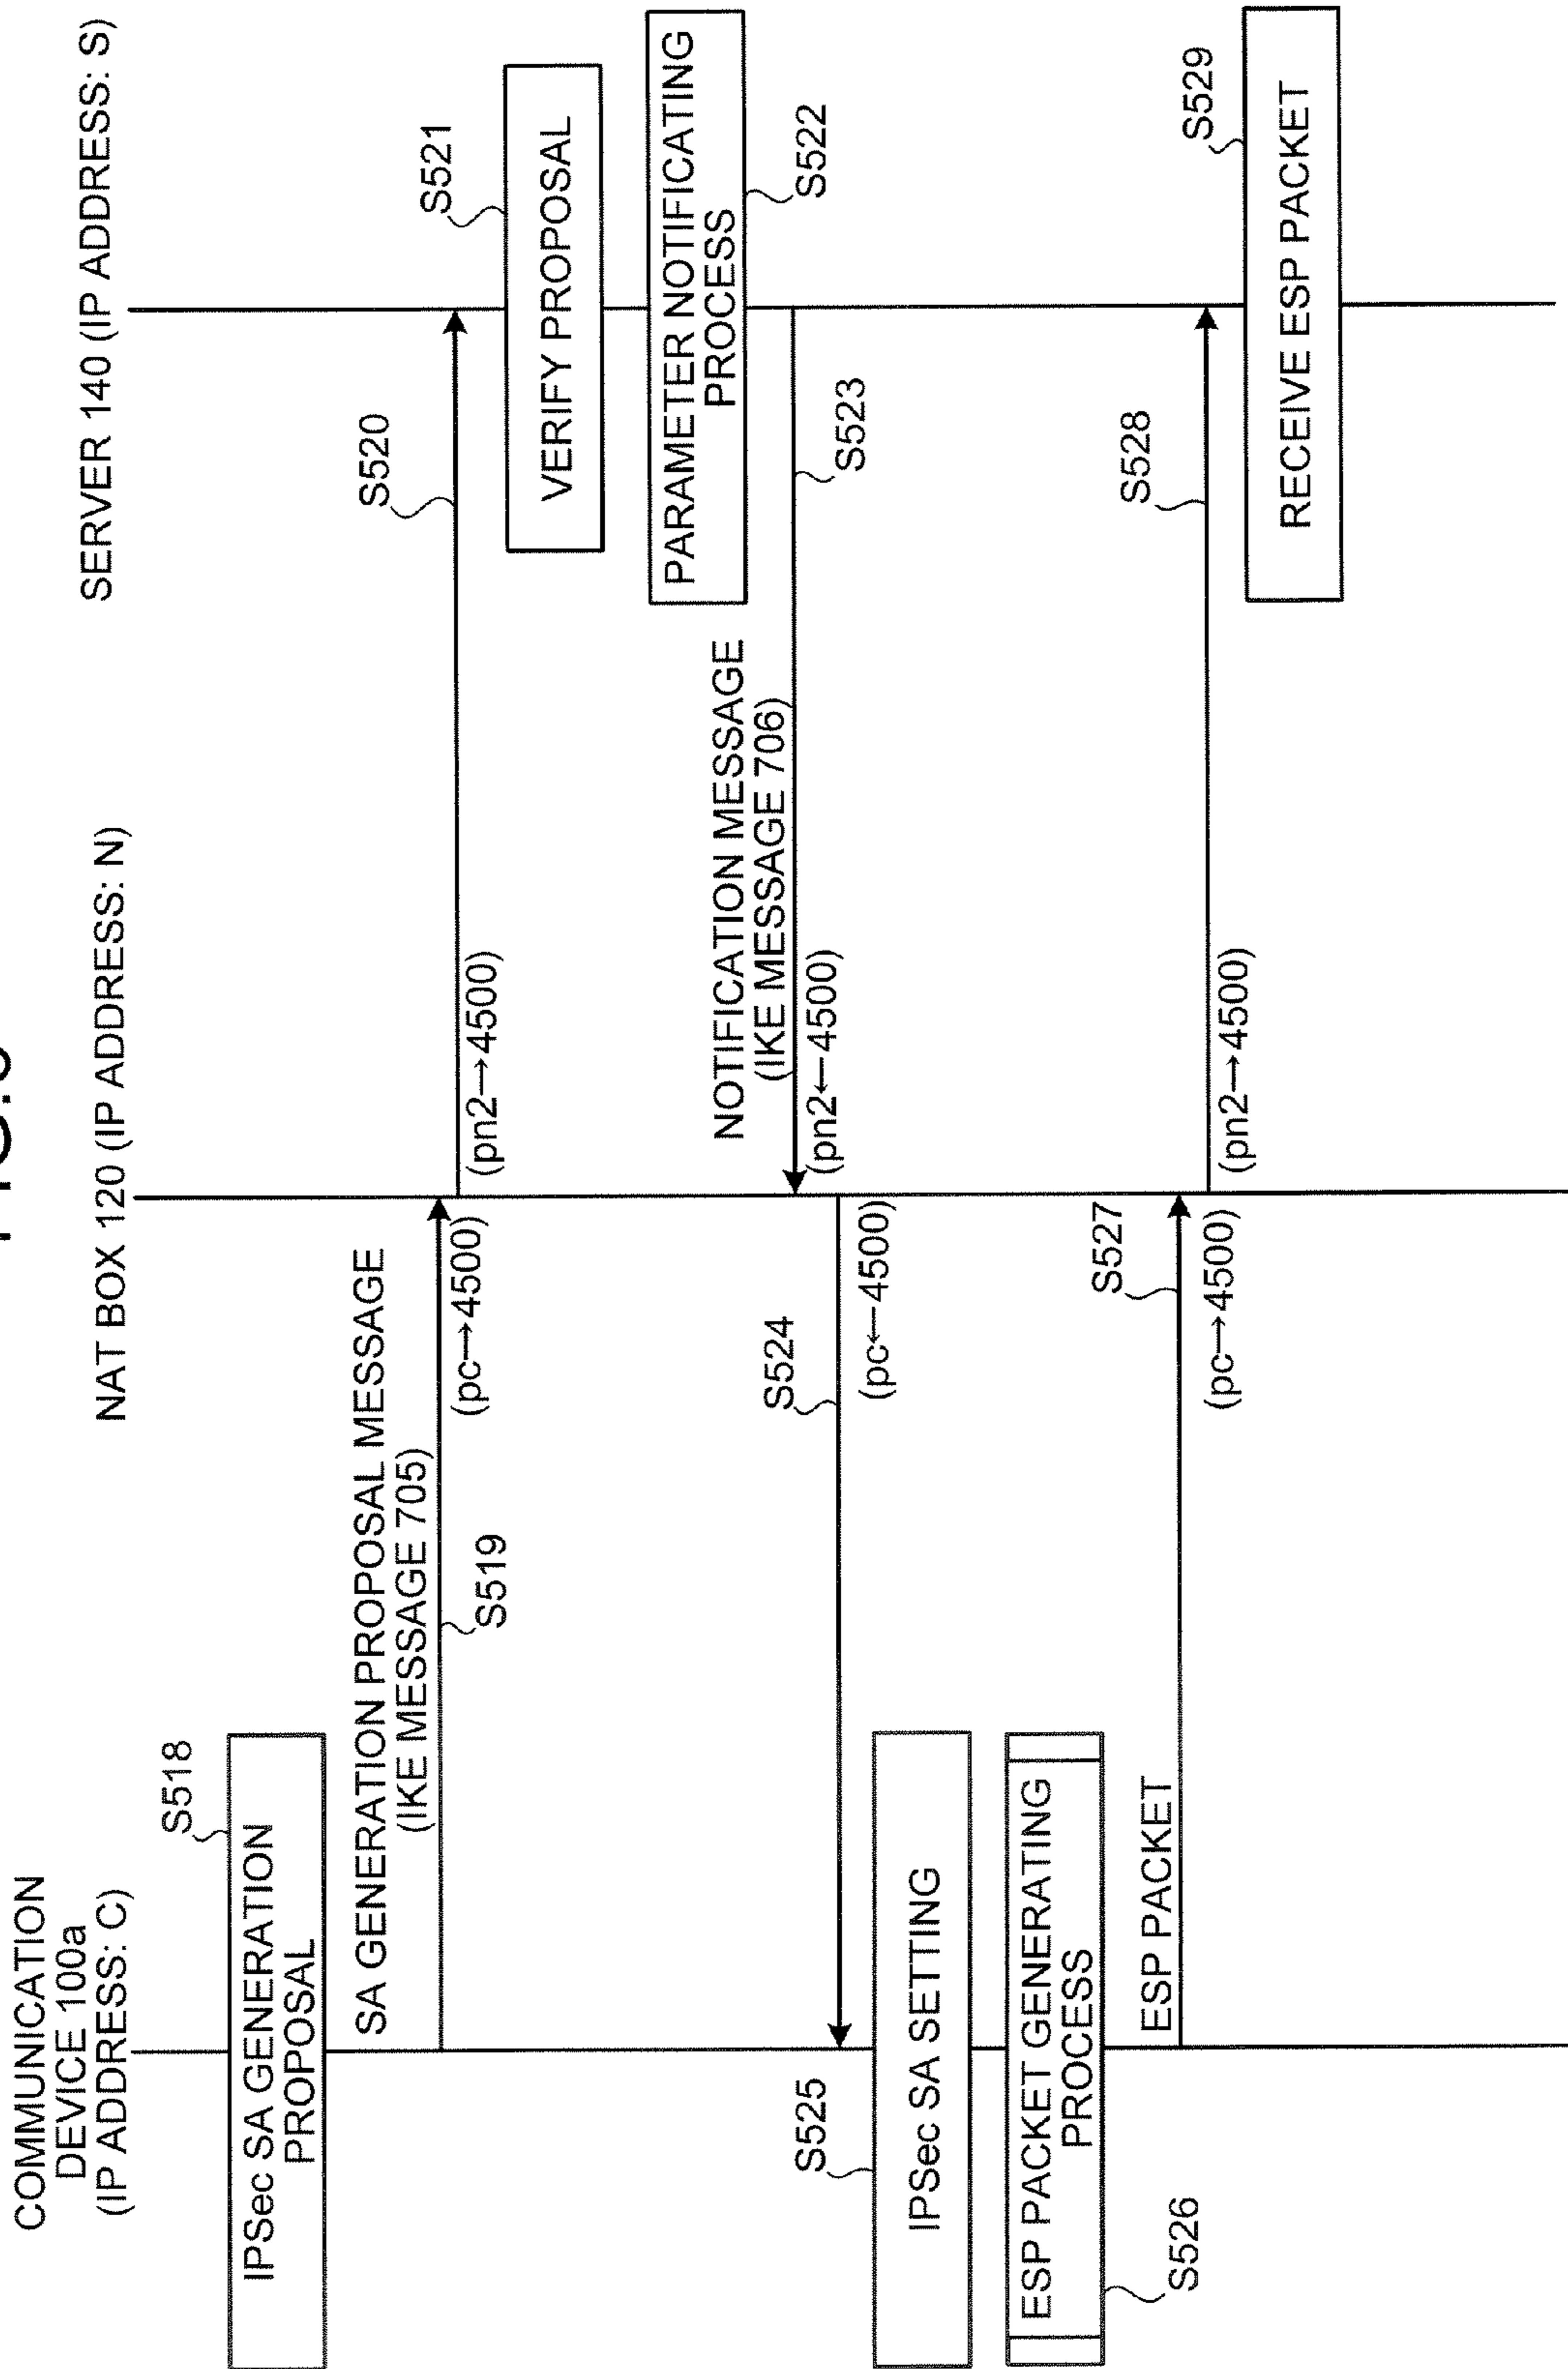 COMMUNICATION
DEVICE 100a
(IP ADDRESS: C)
NAT BOX 120 (IP ADDRESS: N)
SERVER 140 (IP ADDRESS: S)
S518
IPSec SA GENERATION
PROPOSAL
SA GENERATION PROPOSAL MESSAGE
(IKE MESSAGE 705)
S519
(pc→4500)
S520
(pn2→4500)
S521
VERIFY PROPOSAL
PARAMETER NOTIFICATING
PROCESS
S522
NOTIFICATION MESSAGE
(IKE MESSAGE 706)
S523
(pn2←4500)
S524
(pc←4500)
S525
IPSec SA SETTING
ESP PACKET GENERATING
PROCESS
S526
ESP PACKET
S527
(pc→4500)
S528
(pn2→4500)
S529
RECEIVE ESP PACKET